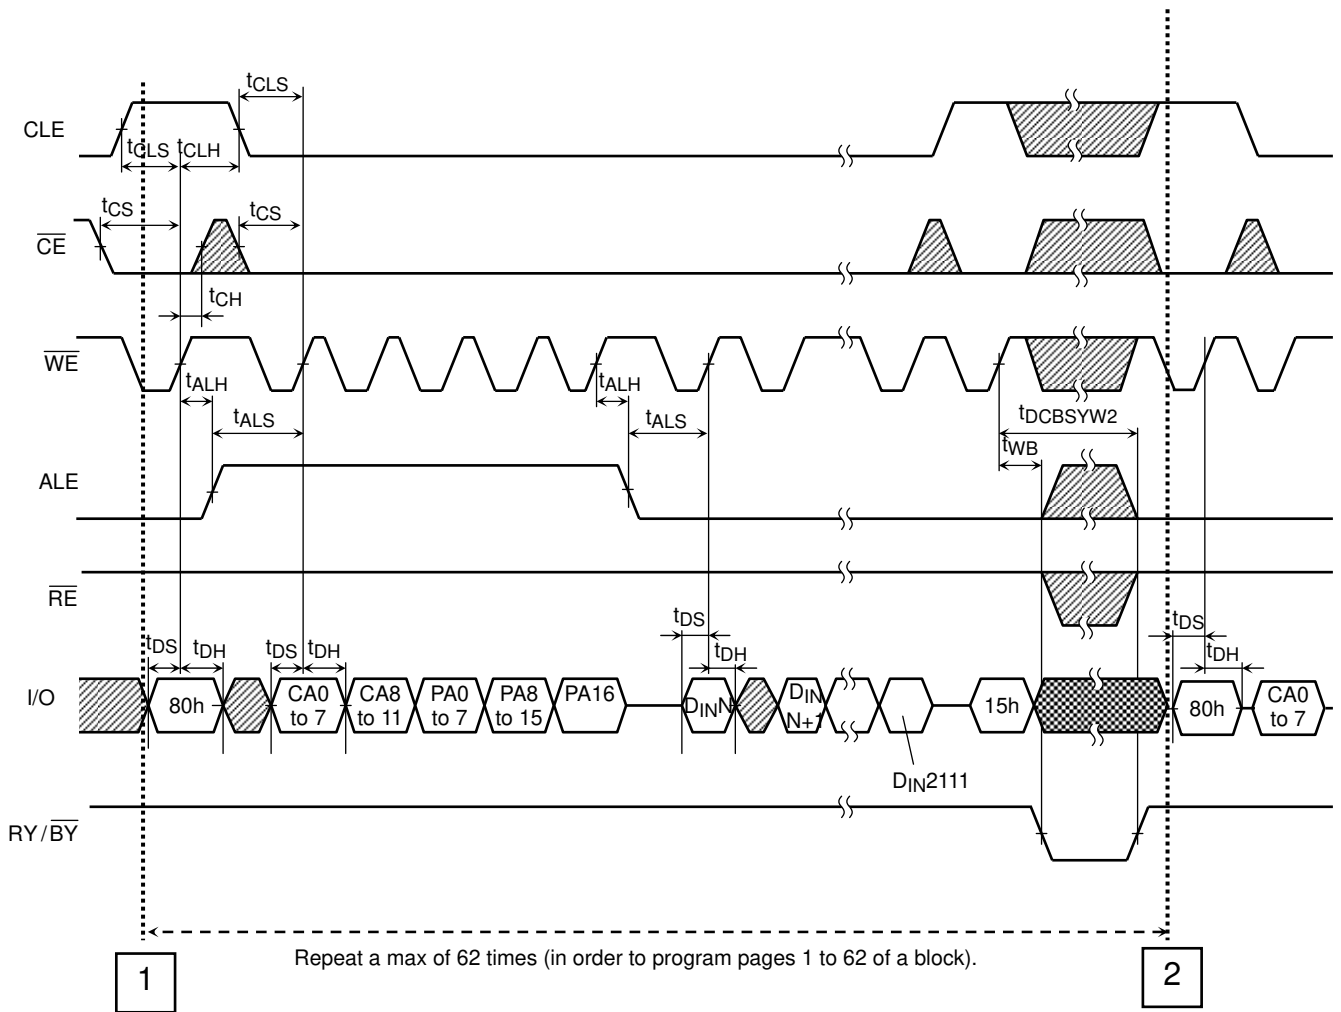 tCLS
CLE
tCLS tCLH
tCS tCS
CE
tCH
WE
tALH tALH
tALS tALS tDCBSYW2
tWB
ALE
RE
tDS tDH tDS tDH tDS tDH tDS tDH
I/O
80h
CA0 to 7
CA8 to 11
PA0 to 7
PA8 to 15
PA16
DINN
DIN N+1
15h
80h
CA0 to 7
DIN2111
RY/BY
Repeat a max of 62 times (in order to program pages 1 to 62 of a block).
1 2